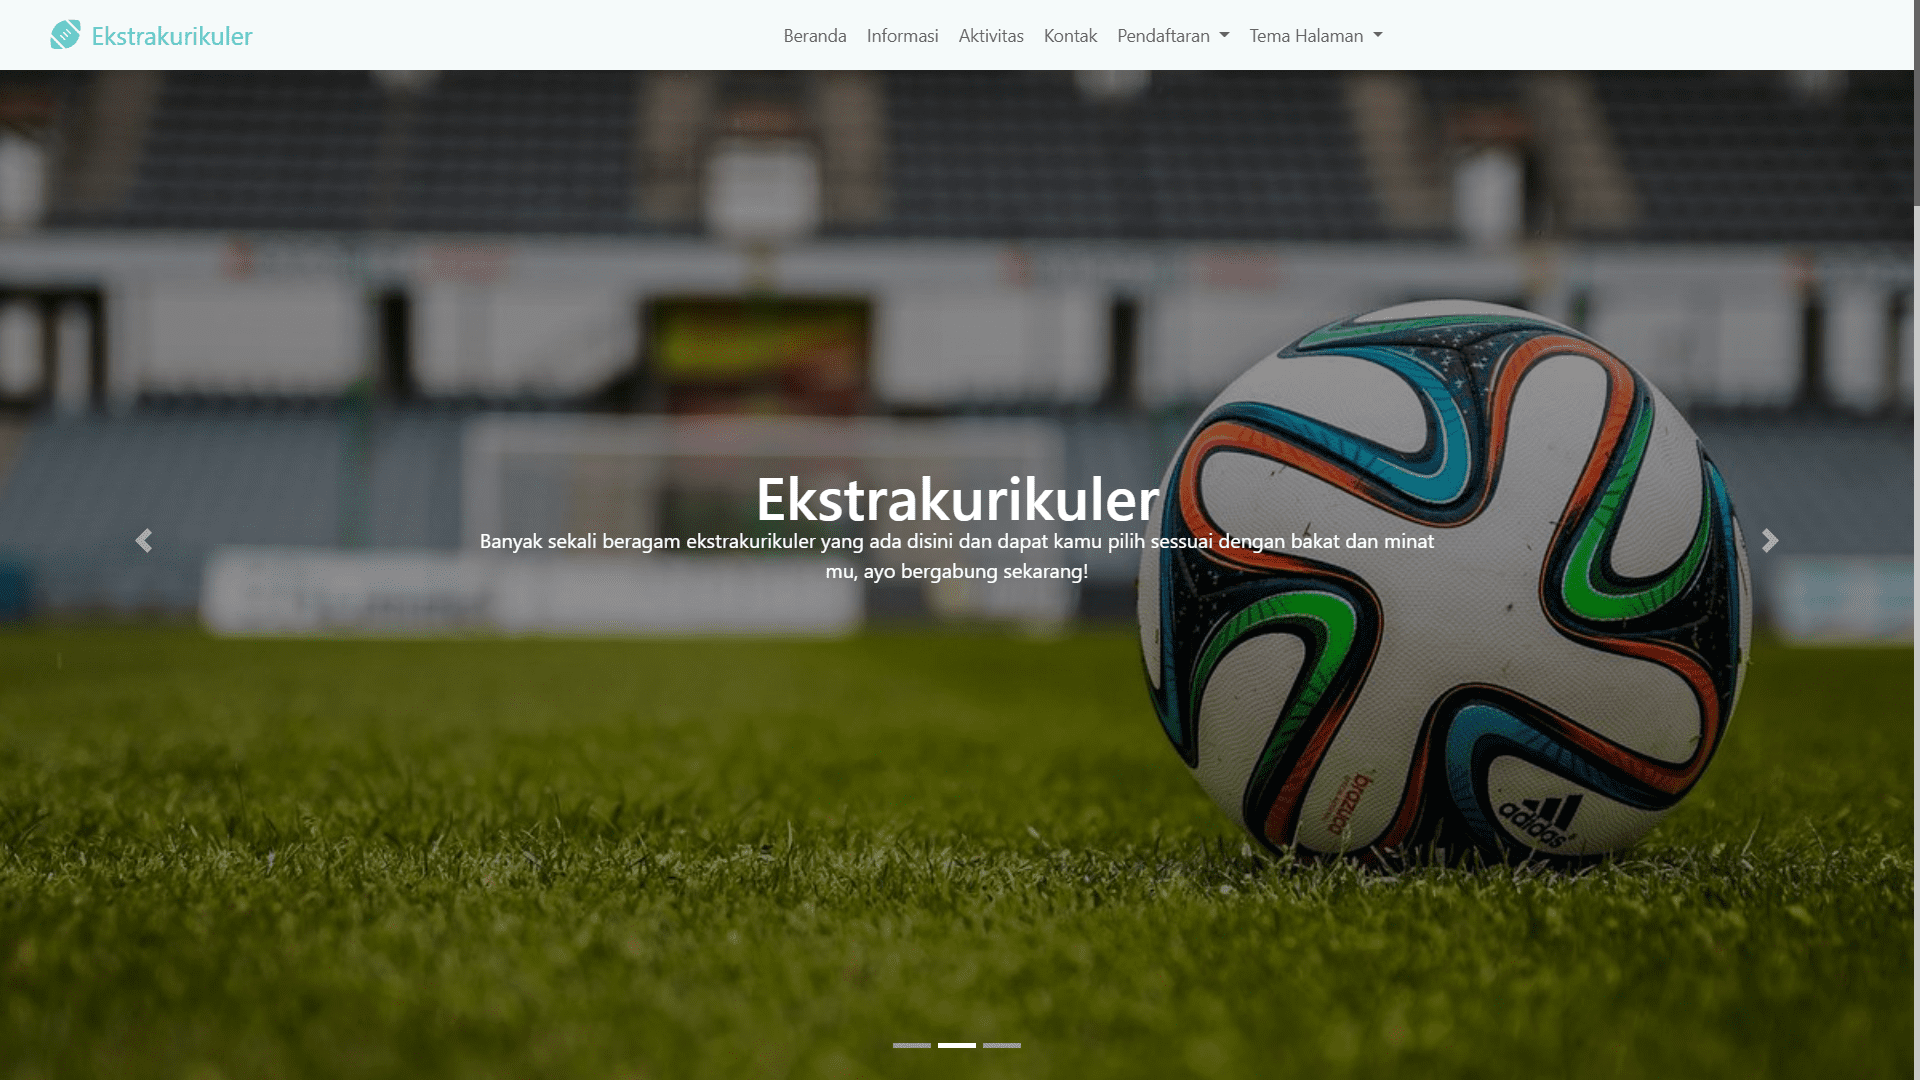 Ekstrakurikuler
Beranda Informasi Aktivitas Kontak Pendaftaran Tema Halaman
Ekstrakurikuler
Banyak sekali beragam ekstrakurikuler yang ada disini dan dapat kamu pilih sessuai dengan bakat dan minat
mu, ayo bergabung sekarang!
brazuca
adidas